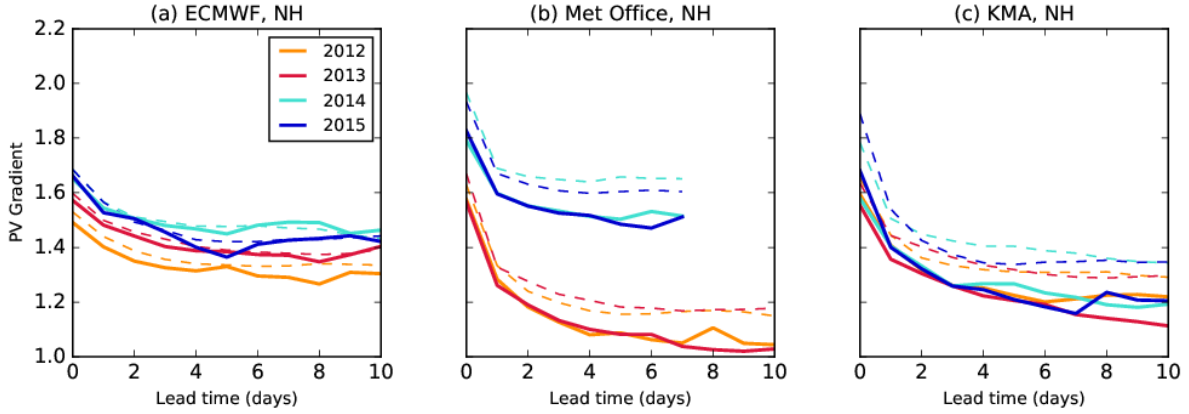 (a) ECMWF, NH
(b) Met Office, NH
(c) KMA, NH
PV Gradient
2.2
2.0
1.8
1.6
1.4
1.2
1.0
2012
2013
2014
2015
0 2 4 6 8 10
0 2 4 6 8 10
0 2 4 6 8 10
Lead time (days)
Lead time (days)
Lead time (days)